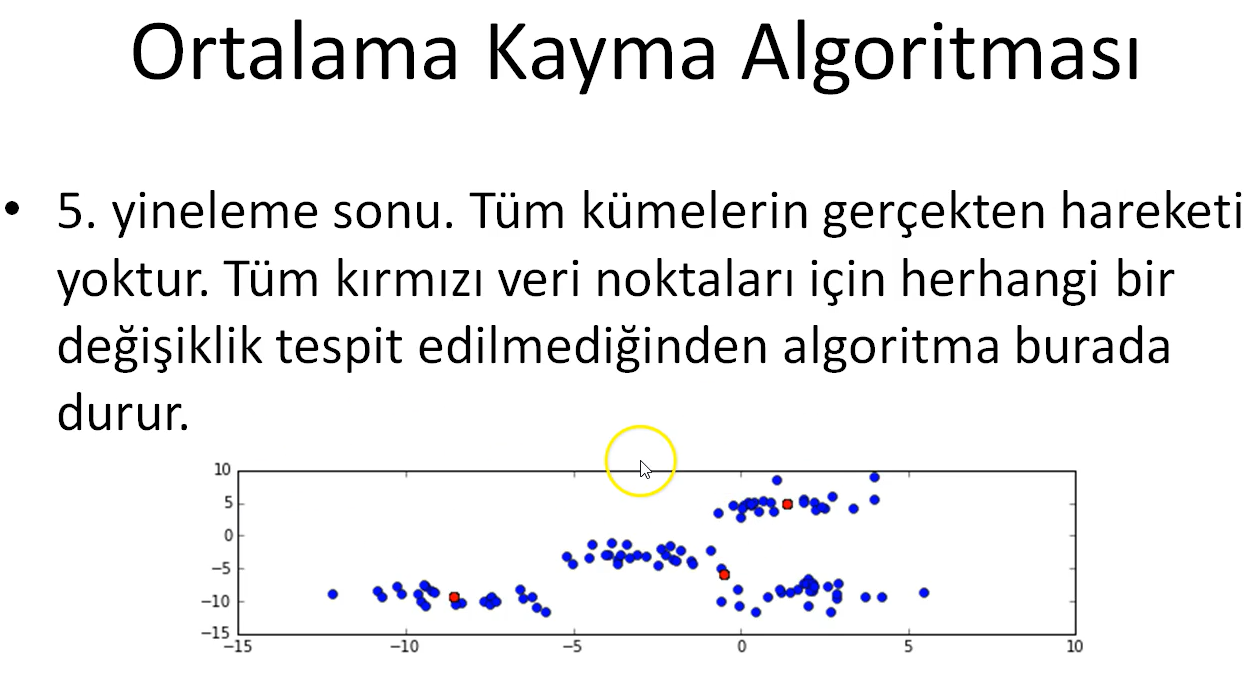 Ortalama Kayma Algoritması
• 5. yineleme sonu. Tüm kümelerin gerçekten hareketi
yoktur. Tüm kırmızı veri noktaları için herhangi bir
değişiklik tespit edilmediğinden algoritma burada
durur.
10
5
0
−5
−10
−15
−15 −10 −5 0 5 10